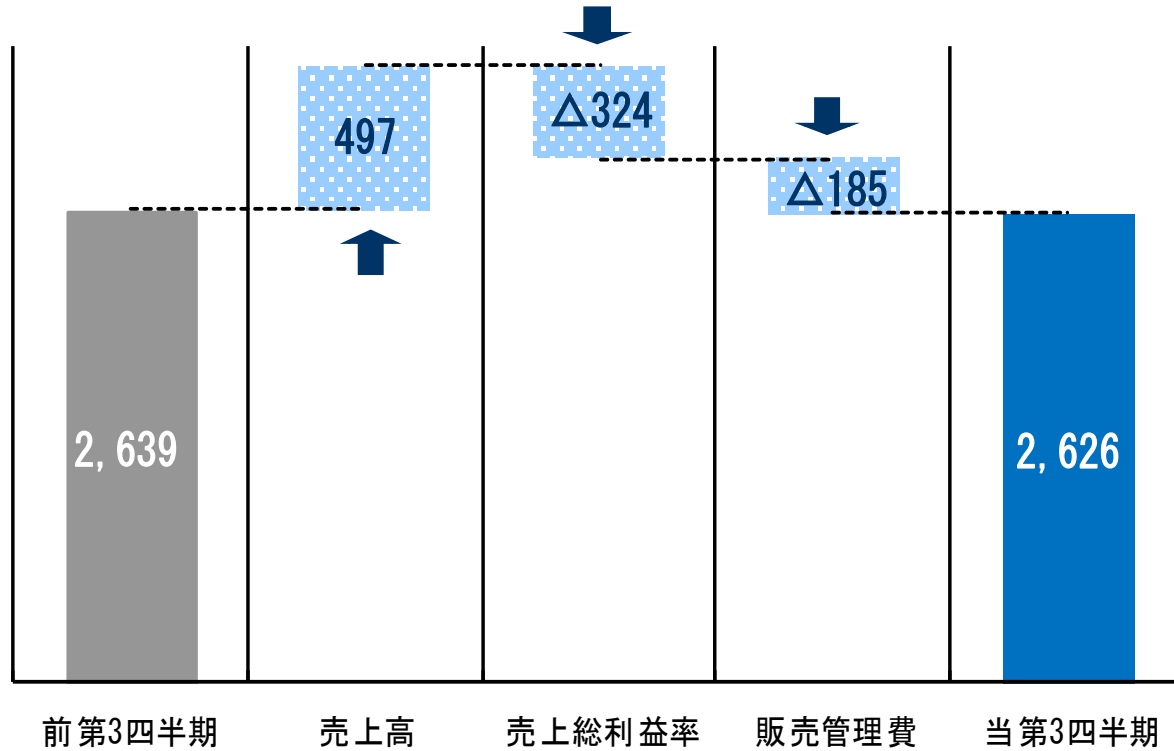 △324
497
△185
2,639
2,626
前第3四半期
売上高
売上総利益率
販売管理費
当第3四半期